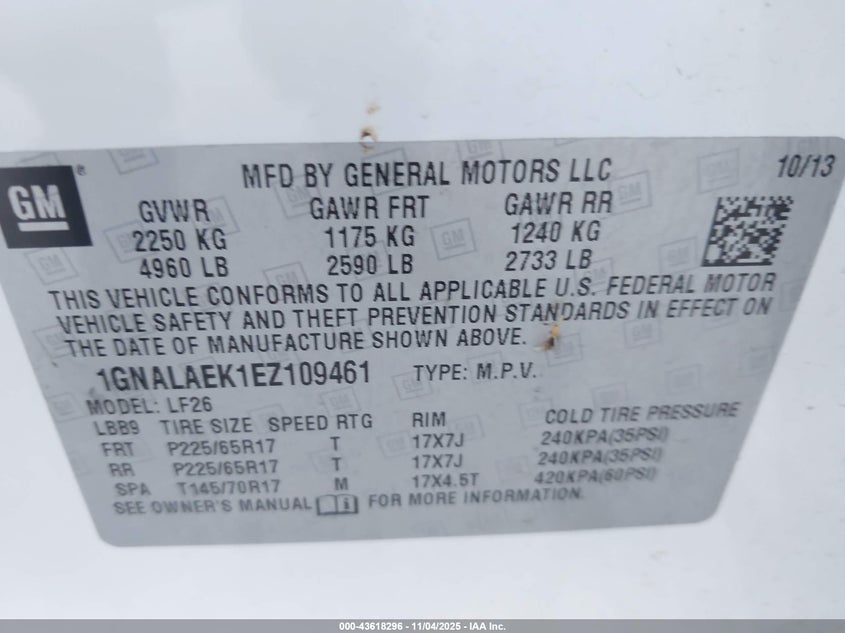 GM ®
MFD BY GENERAL MOTORS LLC 10/13
GVWR GAWR FRT GAWR RR
2250 KG 1175 KG 1240 KG
4960 LB 2590 LB 2733 LB
THIS VEHICLE CONFORMS TO ALL APPLICABLE U.S. FEDERAL MOTOR
VEHICLE SAFETY AND THEFT PREVENTION STANDARDS IN EFFECT ON
THE DATE OF MANUFACTURE SHOWN ABOVE.
1GNALAEK1EZ109461 TYPE: M.P.V.
MODEL: LF26
LBB9 TIRE SIZE SPEED RTG RIM COLD TIRE PRESSURE
FRT P225/65R17 T 17X7J 240KPA(35PSI)
RR P225/65R17 T 17X7J 240KPA(35PSI)
SPA T145/70R17 M 17X4.5T 420KPA(60PSI)
SEE OWNER'S MANUAL FOR MORE INFORMATION.
000-43618296 - 11/04/2025 - IAA Inc.